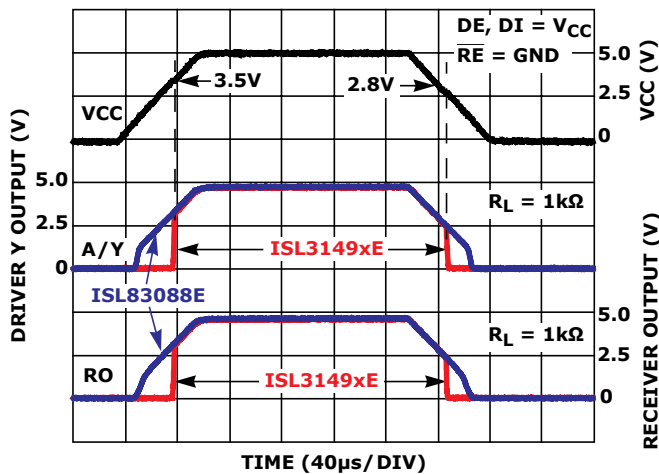 DE, DI = VCC
RE = GND
5.0
3.5V
2.8V
2.5
VCC
0
VCC (V)
5.0
RL = 1kΩ
2.5
A/Y
ISL3149xE
0
ISL83088E
5.0
RL = 1kΩ
2.5
RO
ISL3149xE
0
DRIVER Y OUTPUT (V)
RECEIVER OUTPUT (V)
TIME (40µs/DIV)